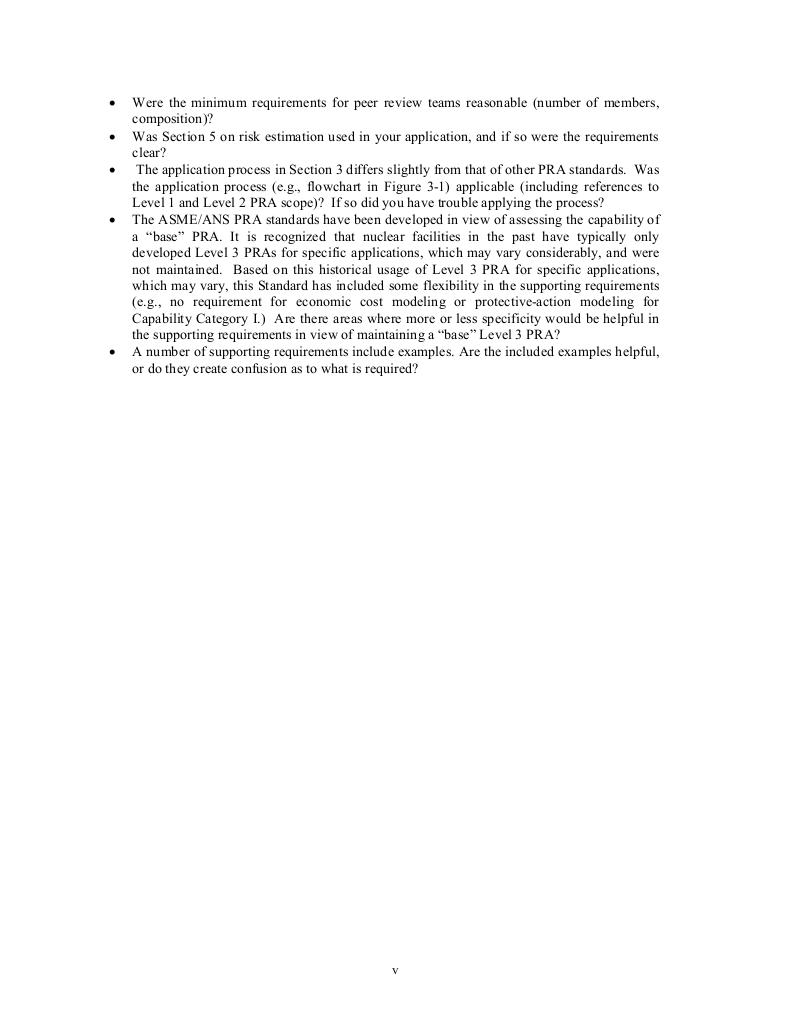 • Were the minimum requirements for peer review teams reasonable (number of members,
composition)?
• Was Section 5 on risk estimation used in your application, and if so were the requirements
clear?
• The application process in Section 3 differs slightly from that of other PRA standards. Was
the application process (e.g., flowchart in Figure 3-1) applicable (including references to
Level 1 and Level 2 PRA scope)? If so did you have trouble applying the process?
• The ASME/ANS PRA standards have been developed in view of assessing the capability of
a “base” PRA. It is recognized that nuclear facilities in the past have typically only
developed Level 3 PRAs for specific applications, which may vary considerably, and were
not maintained. Based on this historical usage of Level 3 PRA for specific applications,
which may vary, this Standard has included some flexibility in the supporting requirements
(e.g., no requirement for economic cost modeling or protective-action modeling for
Capability Category I.) Are there areas where more or less specificity would be helpful in
the supporting requirements in view of maintaining a “base” Level 3 PRA?
• A number of supporting requirements include examples. Are the included examples helpful,
or do they create confusion as to what is required?
v